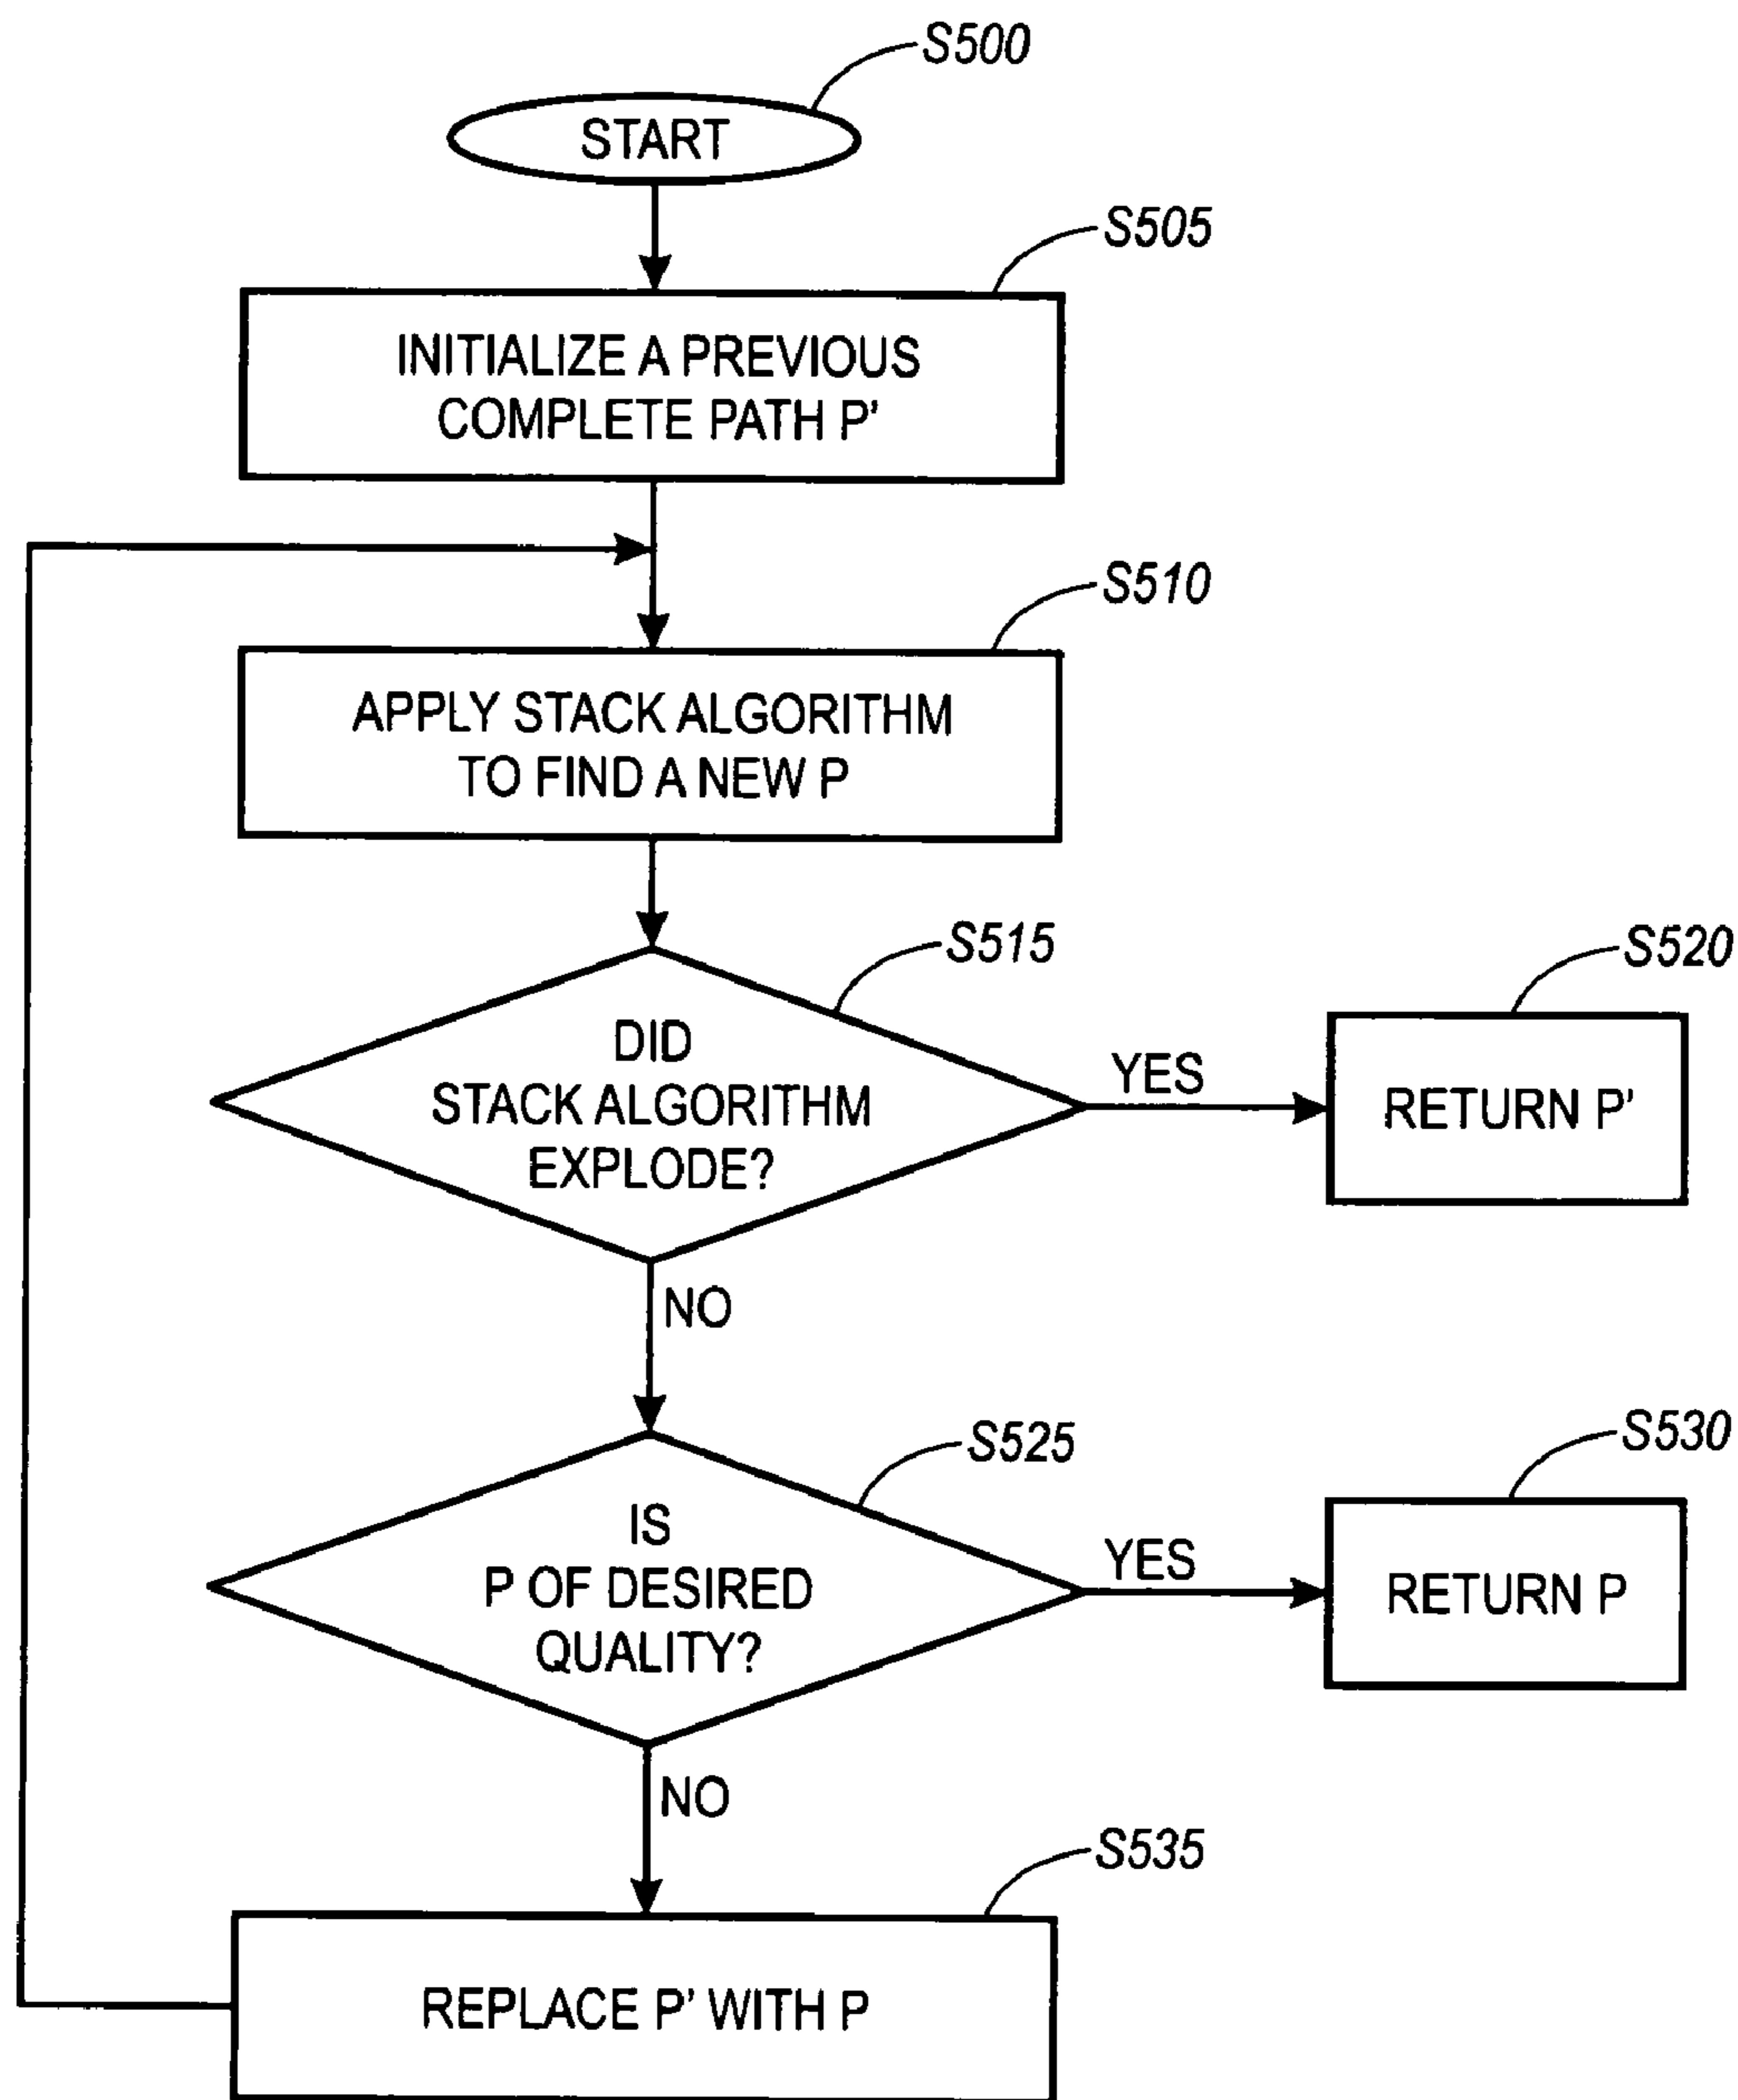 S500
START
S505
INITIALIZE A PREVIOUS
COMPLETE PATH P'
S510
APPLY STACK ALGORITHM
TO FIND A NEW P
S515
DID
STACK ALGORITHM
EXPLODE?
YES
S520
RETURN P'
NO
S525
IS
P OF DESIRED
QUALITY?
YES
S530
RETURN P
NO
S535
REPLACE P' WITH P